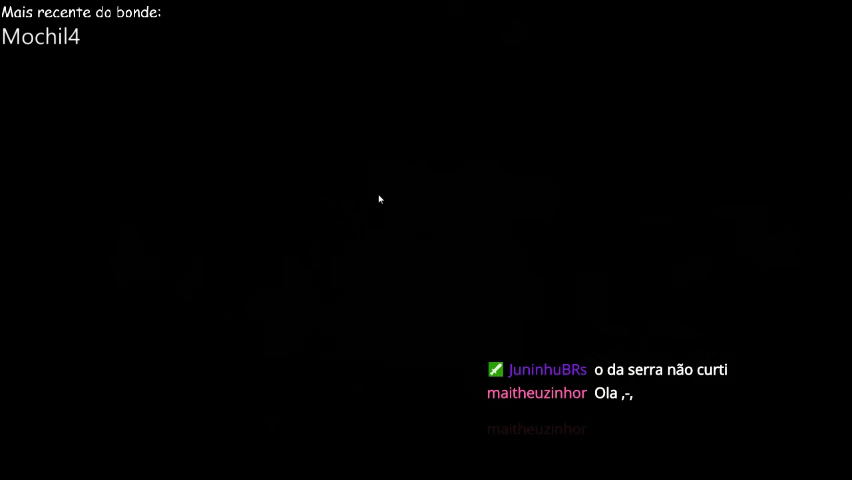 Mais recente do bonde:
Mochil4
JuninhuBRs o da serra não curti
maitheuzinhor Ola ,-,
maitheuzinhor